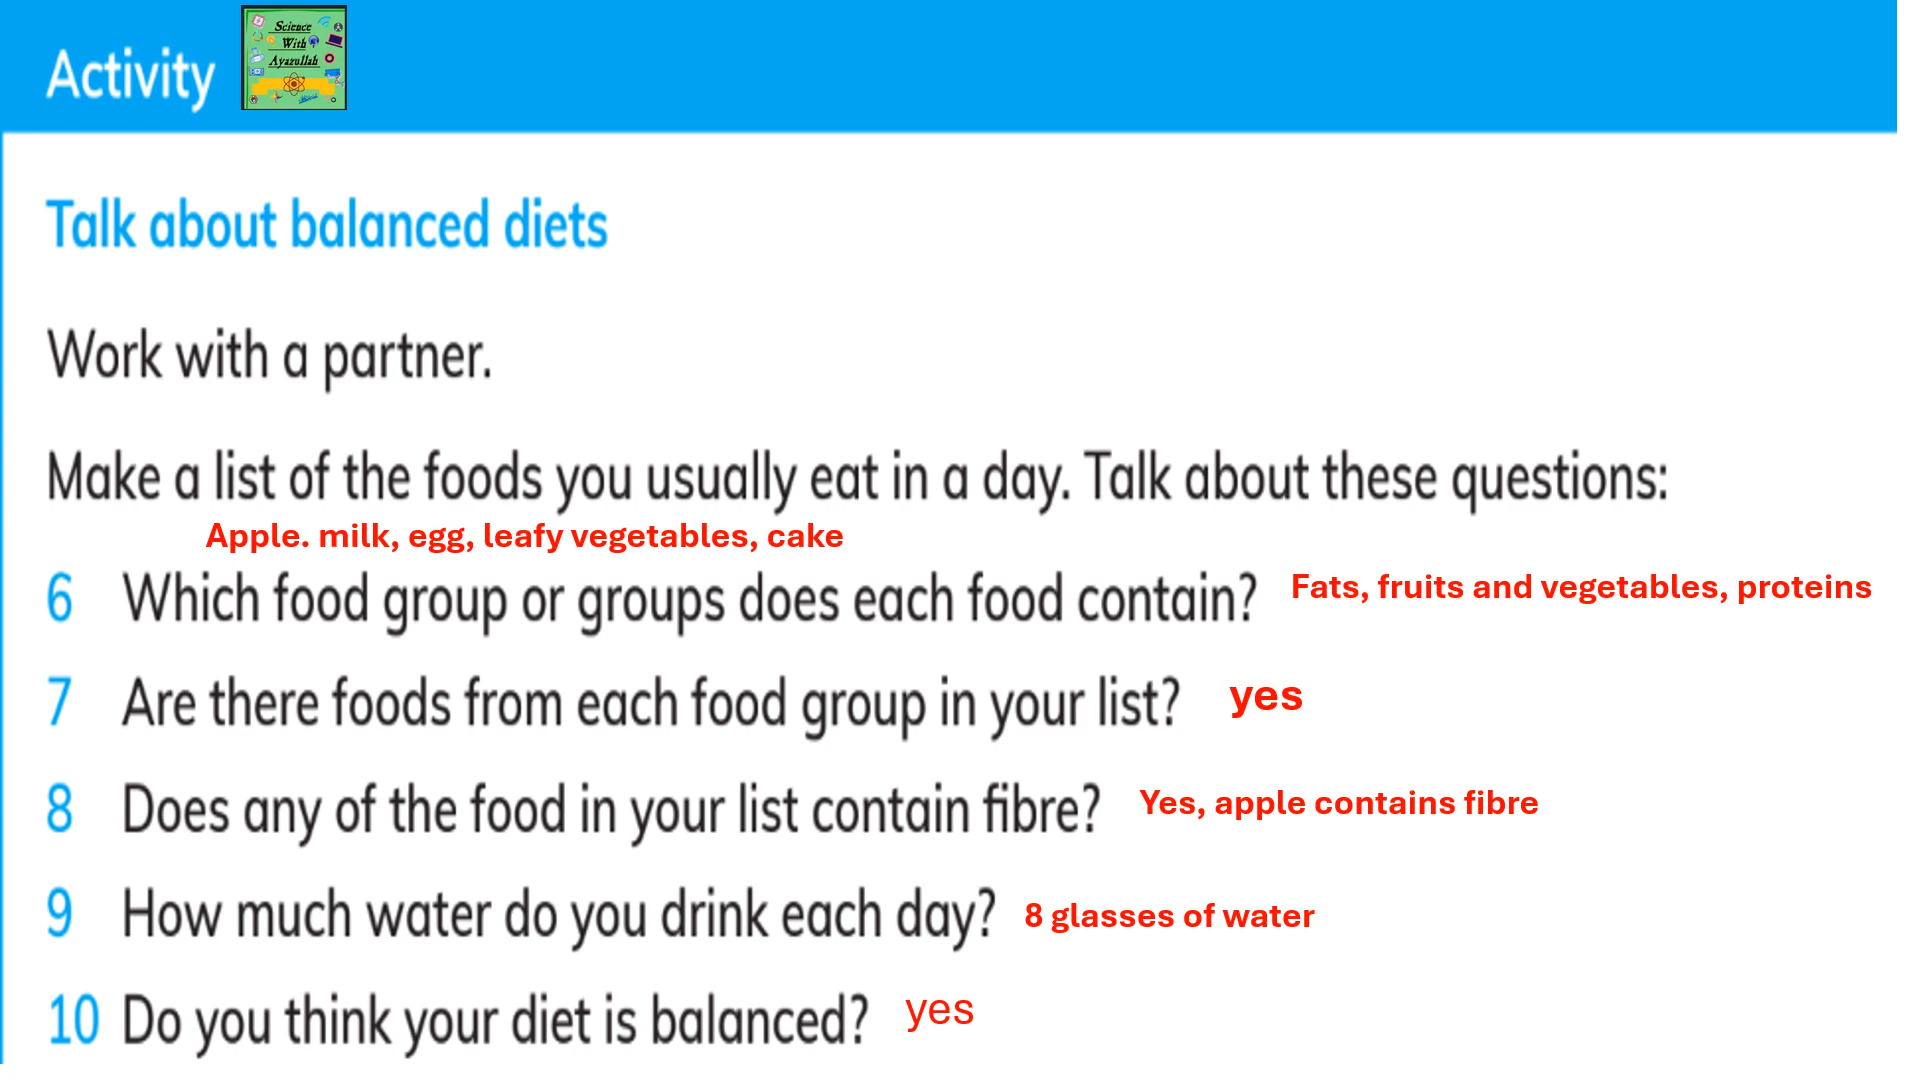 Activity
Science
With
Ayazullah
Talk about balanced diets
Work with a partner.
Make a list of the foods you usually eat in a day. Talk about these questions:
Apple. milk, egg, leafy vegetables, cake
6 Which food group or groups does each food contain? Fats, fruits and vegetables, proteins
7 Are there foods from each food group in your list? yes
8 Does any of the food in your list contain fibre? Yes, apple contains fibre
9 How much water do you drink each day? 8 glasses of water
10 Do you think your diet is balanced? yes